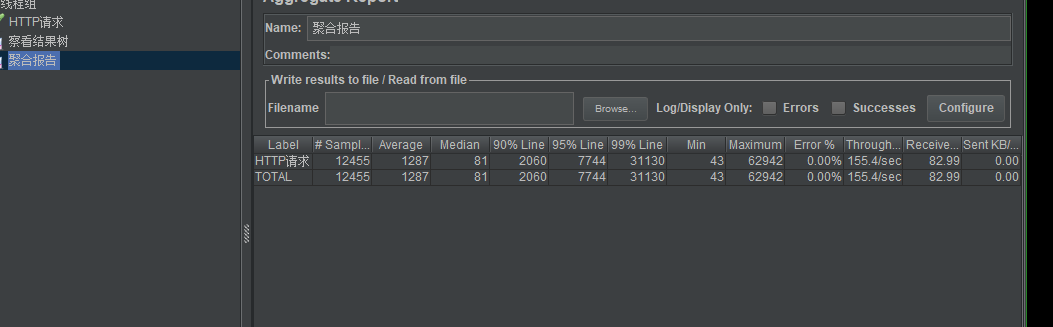 线程组
HTTP请求
察看结果树
聚合报告
Name: 聚合报告
Comments:
Write results to file / Read from file
Filename Browse... Log/Display Only: Errors Successes Configure
Label # Sampl... Average Median 90% Line 95% Line 99% Line Min Maximum Error % Through... Receive... Sent KB/...
HTTP请求 12455 1287 81 2060 7744 31130 43 62942 0.00% 155.4/sec 82.99 0.00
TOTAL 12455 1287 81 2060 7744 31130 43 62942 0.00% 155.4/sec 82.99 0.00